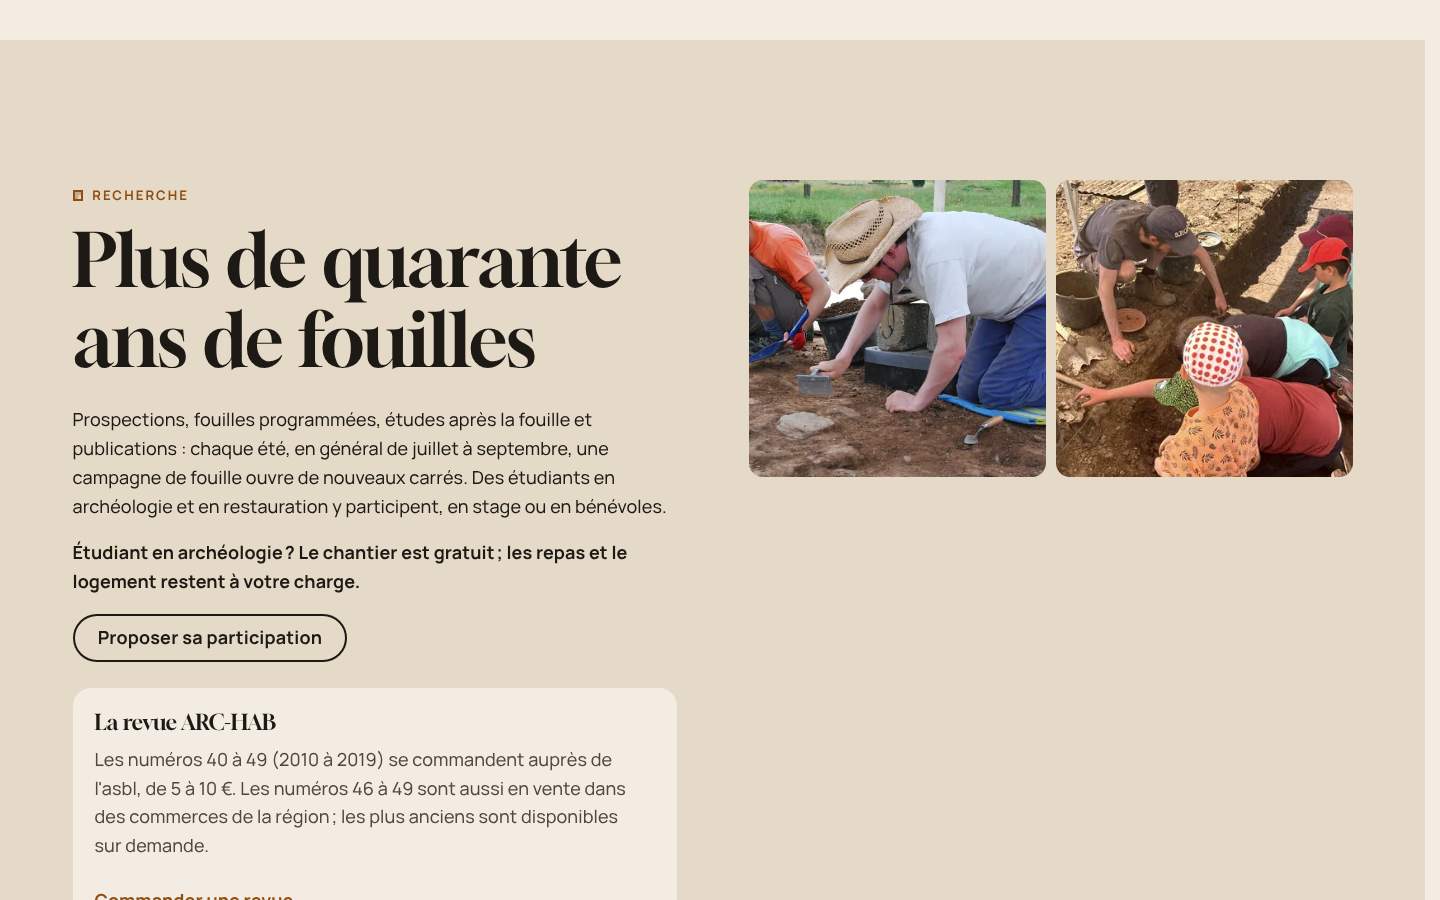 RECHERCHE
Plus de quarante
ans de fouilles
Prospections, fouilles programmées, études après la fouille et
publications : chaque été, en général de juillet à septembre, une
campagne de fouille ouvre de nouveaux carrés. Des étudiants en
archéologie et en restauration y participent, en stage ou en bénévoles.
Étudiant en archéologie ? Le chantier est gratuit ; les repas et le
logement restent à votre charge.
Proposer sa participation
La revue ARC-HAB
Les numéros 40 à 49 (2010 à 2019) se commandent auprès de
l'asbl, de 5 à 10 €. Les numéros 46 à 49 sont aussi en vente dans
des commerces de la région ; les plus anciens sont disponibles
sur demande.
Commander une revue